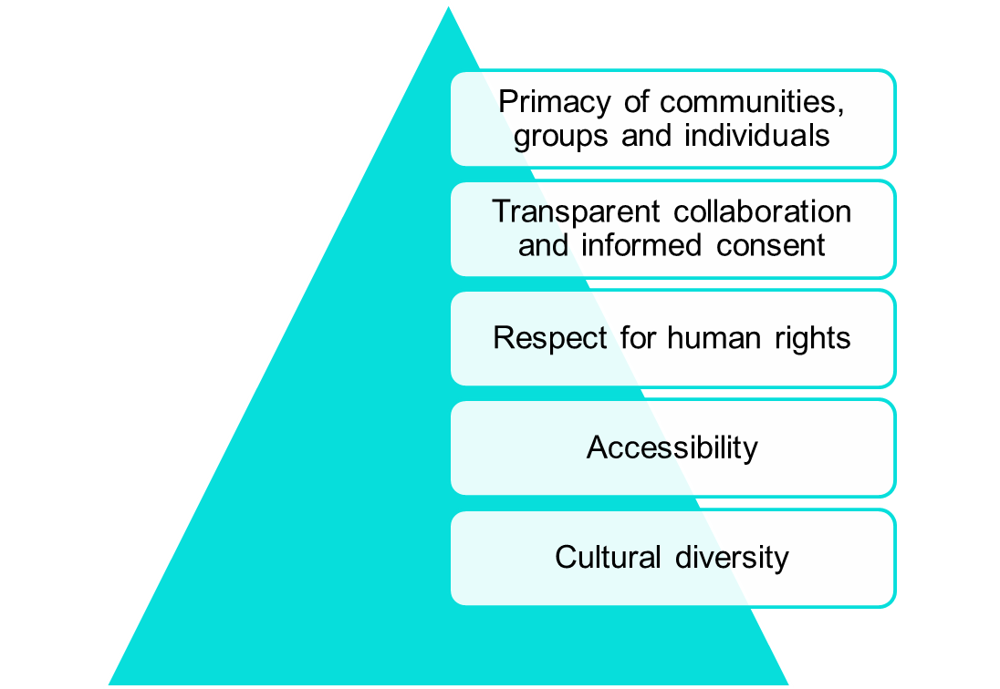 Primacy of communities,
groups and individuals
Transparent collaboration
and informed consent
Respect for human rights
Accessibility
Cultural diversity